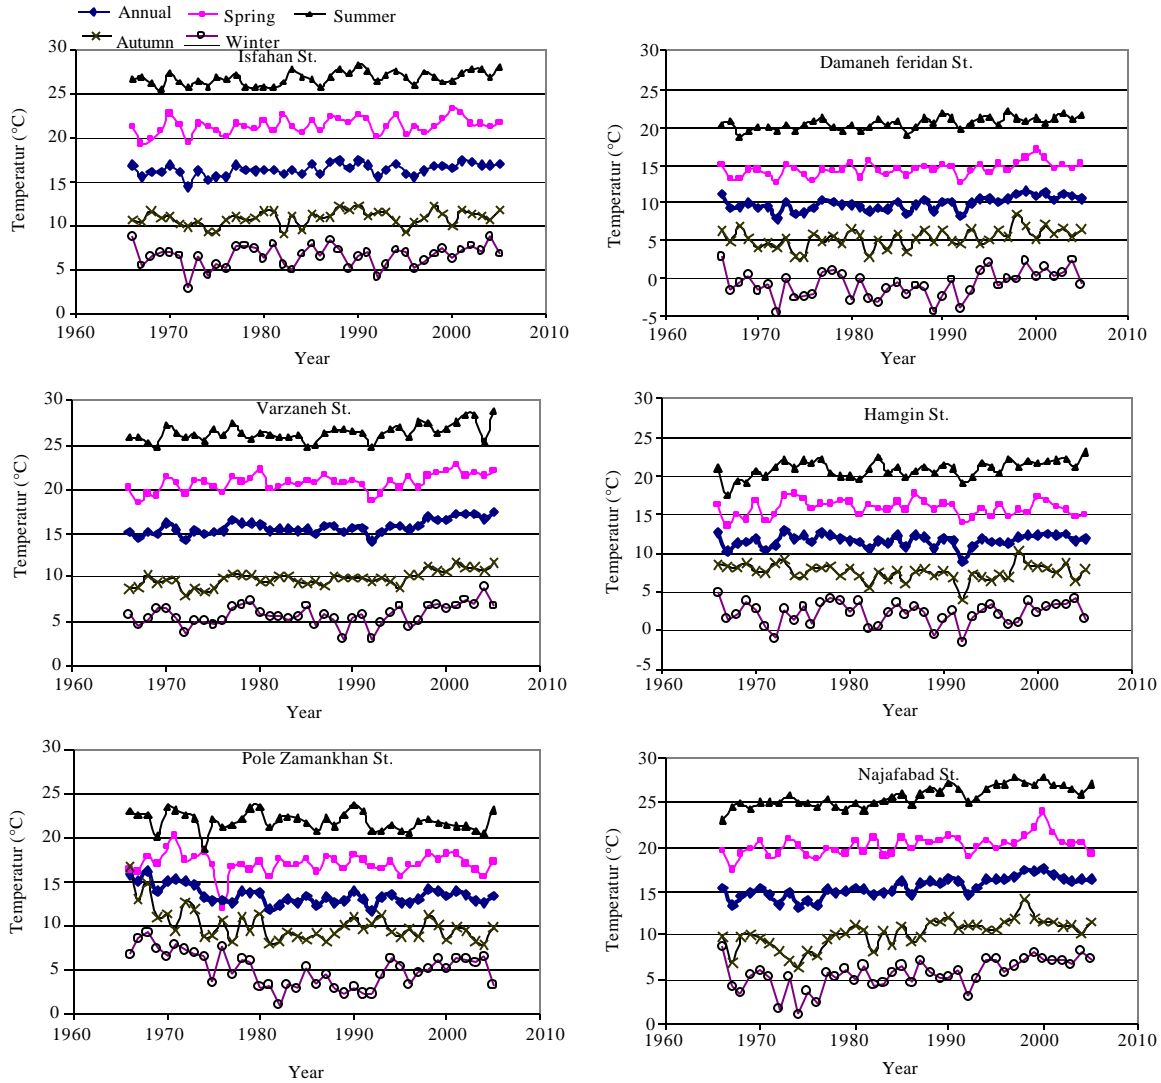 Annual Spring Summer
Autumn Winter
Isfahan St.
30
25
20
15
10
5
0
Temperatur (°C)
1960 1970 1980 1990 2000 2010
Year
Damaneh feridan St.
30
25
20
15
10
5
0
-5
Temperatur (°C)
1960 1970 1980 1990 2000 2010
Year
Varzaneh St.
30
25
20
15
10
5
0
Temperatur (°C)
1960 1970 1980 1990 2000 2010
Year
Hamgin St.
30
25
20
15
10
5
0
-5
Temperatur (°C)
1960 1970 1980 1990 2000 2010
Year
Pole Zamankhan St.
30
25
20
15
10
5
0
Temperatur (°C)
1960 1970 1980 1990 2000 2010
Year
Najafabad St.
30
25
20
15
10
5
0
Temperatur (°C)
1960 1970 1980 1990 2000 2010
Year